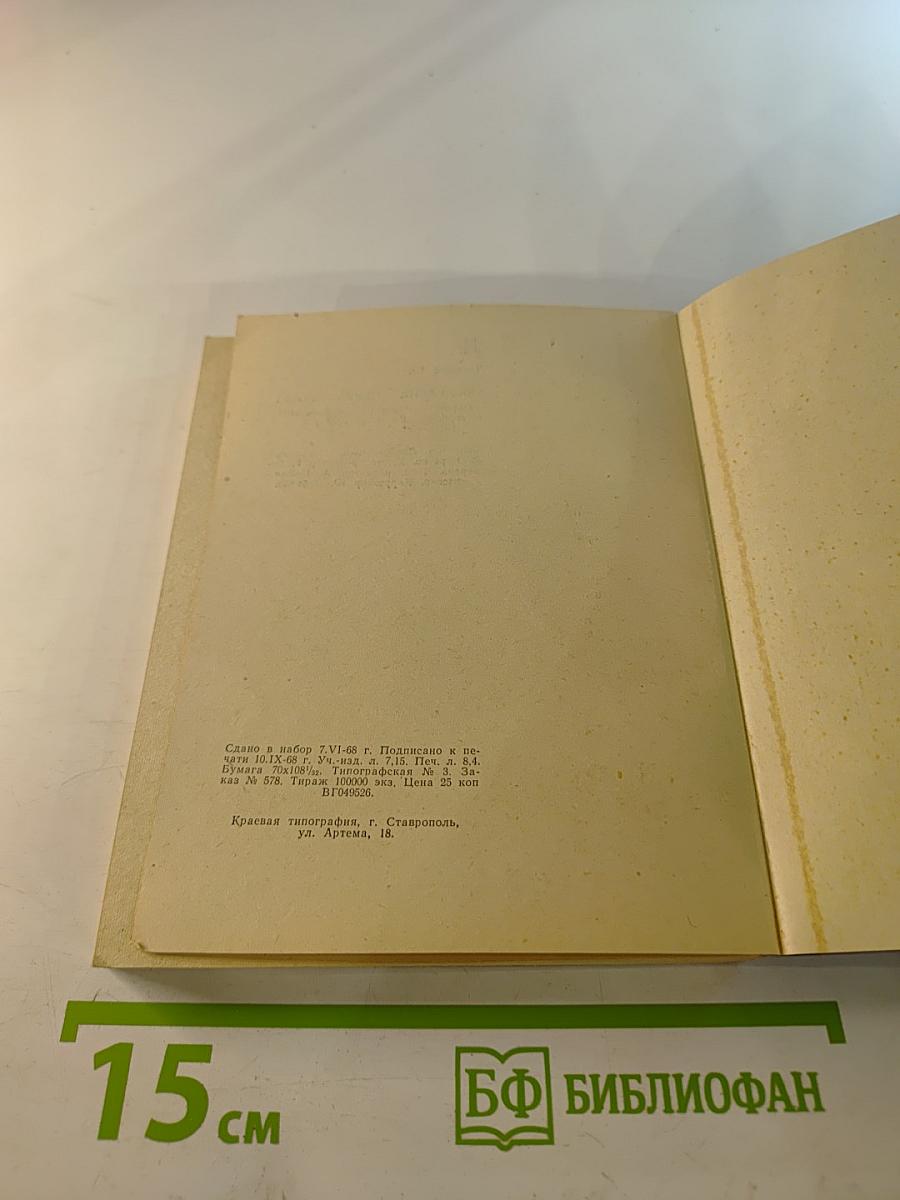 Сдано в набор 7.VI-68 г. Подписано к пе-
чати 10.IX-68 г. Уч.-изд. л. 7,15. Печ. л. 8,4.
Бумага 70х108¹/₃₂. Типографская № 3. За-
каз № 578. Тираж 100000 экз. Цена 25 коп
ВГ049526.
Краевая типография, г. Ставрополь,
ул. Артема, 18.
15 см
БФ БИБЛИОФАН